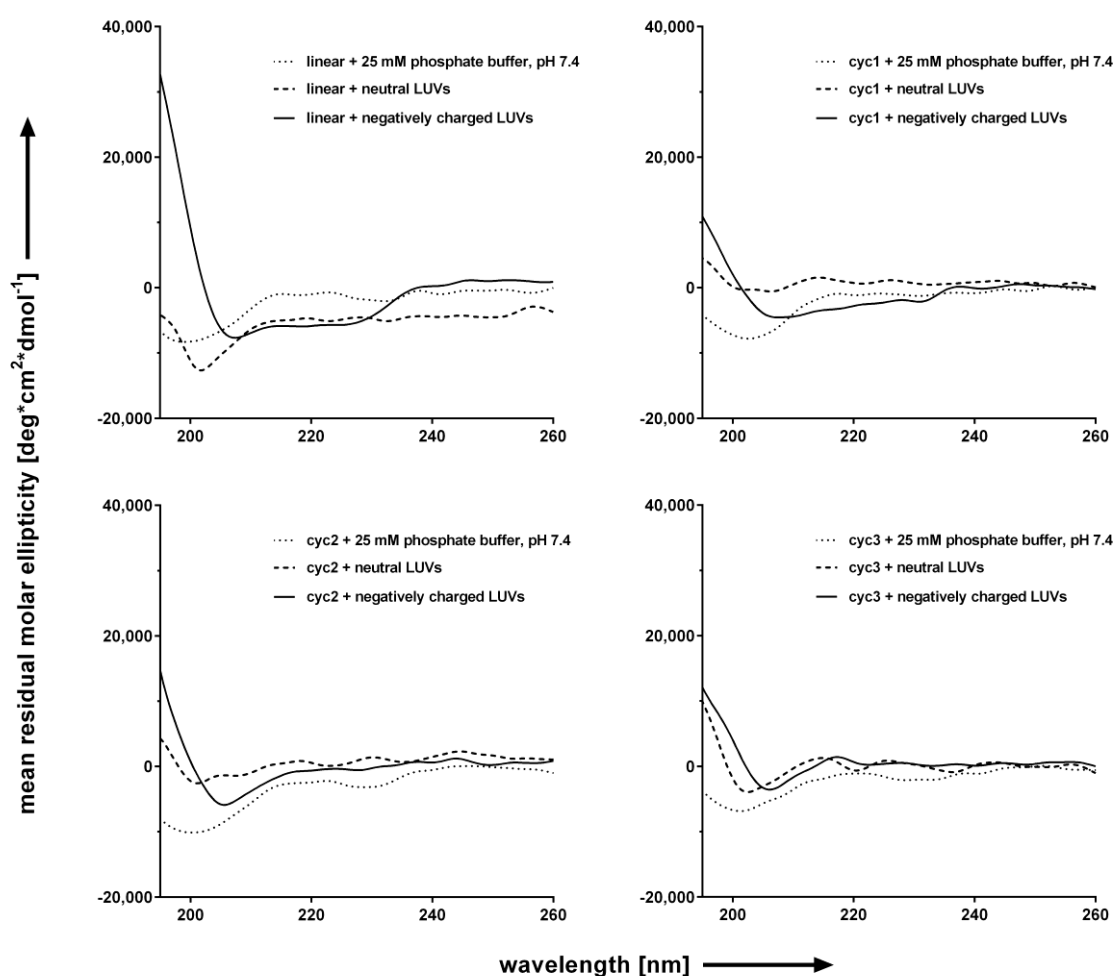 mean residual molar ellipticity [deg*cm2*dmol-1]
40,000
20,000
0
-20,000
200
220
240
260
linear + 25 mM phosphate buffer, pH 7.4
linear + neutral LUVs
linear + negatively charged LUVs
40,000
20,000
0
-20,000
200
220
240
260
cyc1 + 25 mM phosphate buffer, pH 7.4
cyc1 + neutral LUVs
cyc1 + negatively charged LUVs
40,000
20,000
0
-20,000
200
220
240
260
cyc2 + 25 mM phosphate buffer, pH 7.4
cyc2 + neutral LUVs
cyc2 + negatively charged LUVs
40,000
20,000
0
-20,000
200
220
240
260
cyc3 + 25 mM phosphate buffer, pH 7.4
cyc3 + neutral LUVs
cyc3 + negatively charged LUVs
wavelength [nm]